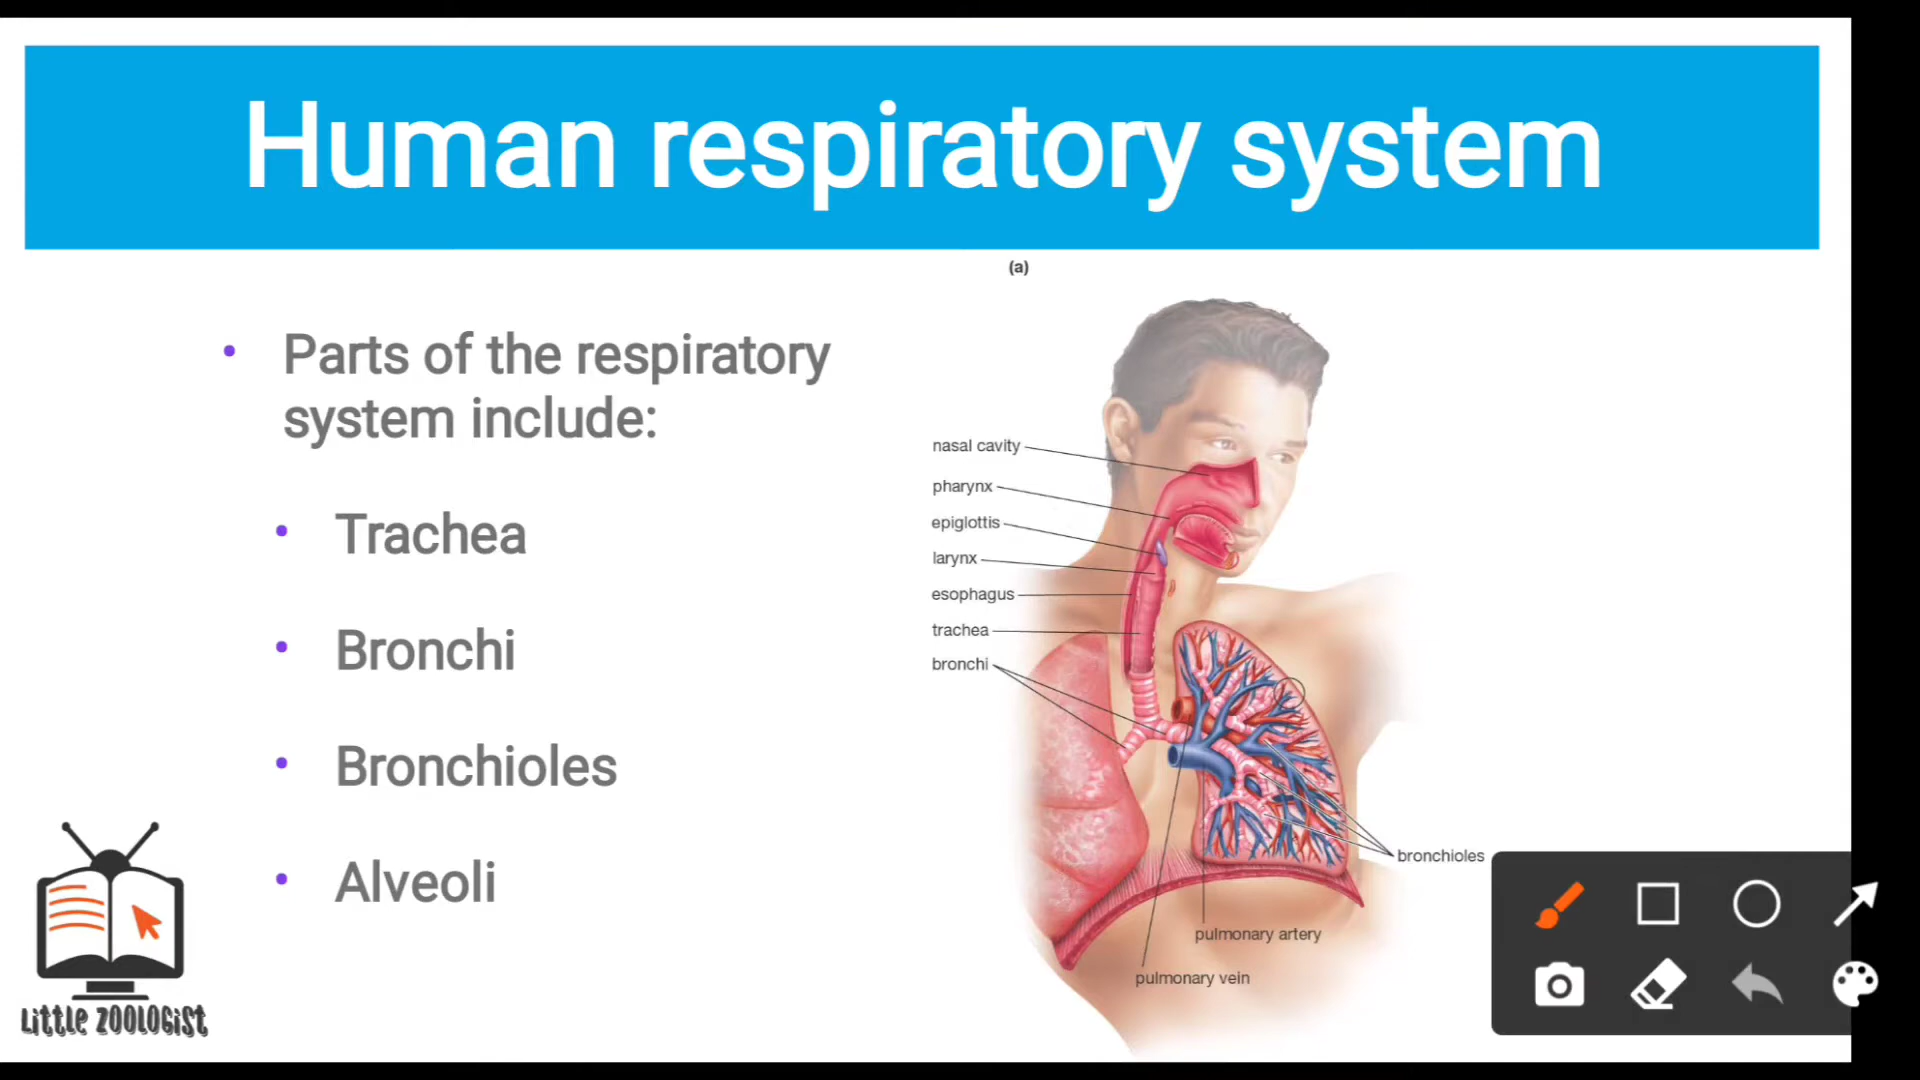 Human respiratory system
(a)
• Parts of the respiratory
system include:
• Trachea
• Bronchi
• Bronchioles
• Alveoli
nasal cavity
pharynx
epiglottis
larynx
esophagus
trachea
bronchi
bronchioles
pulmonary artery
pulmonary vein
LittLe ZOOLOGiSt